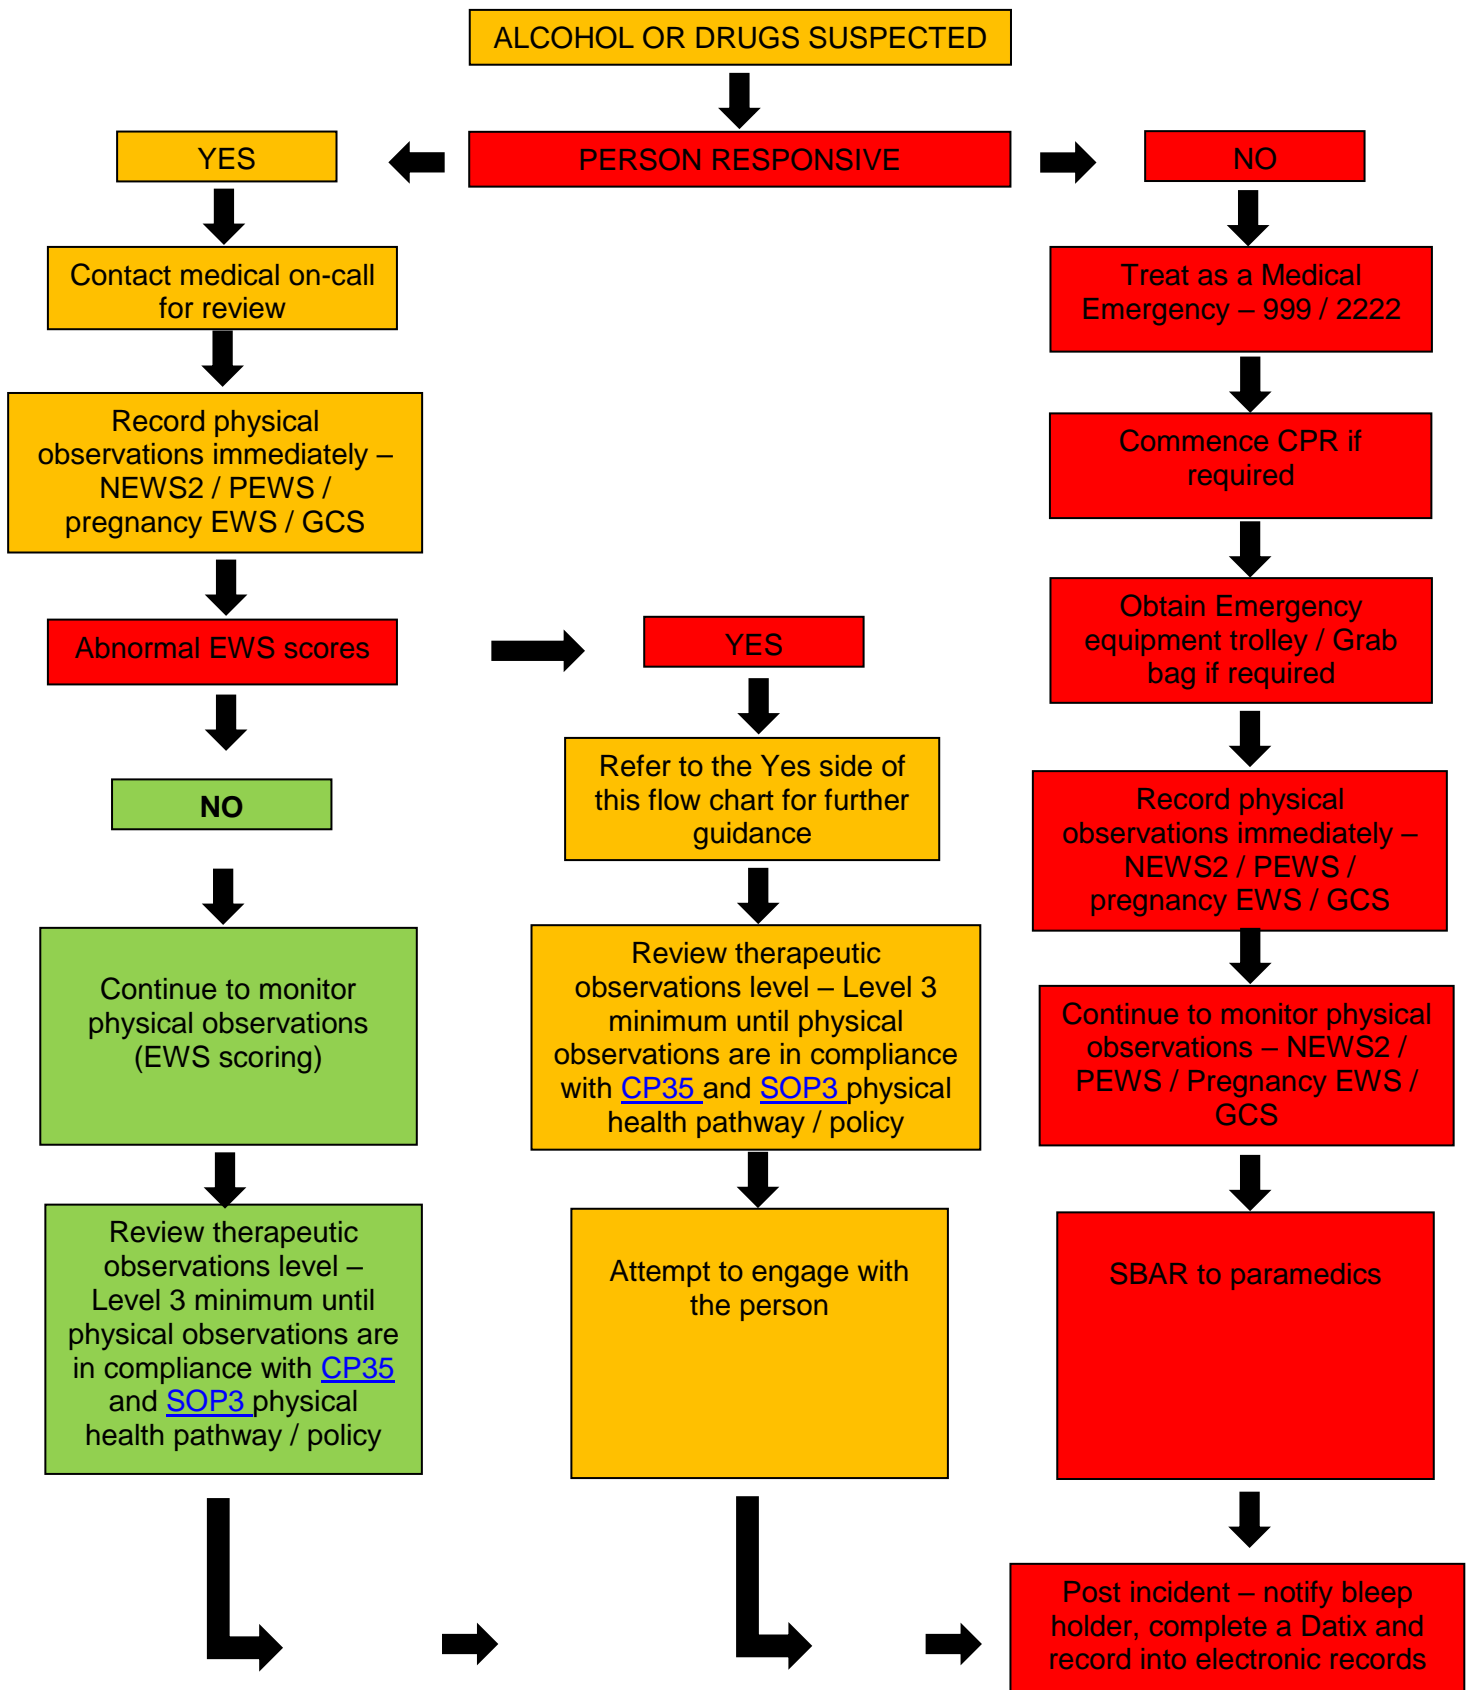 ALCOHOL OR DRUGS SUSPECTED
YES
PERSON RESPONSIVE
NO
Contact medical on-call
for review
Record physical
observations immediately –
NEWS2 / PEWS /
pregnancy EWS / GCS
Abnormal EWS scores
NO
Continue to monitor
physical observations
(EWS scoring)
Review therapeutic
observations level –
Level 3 minimum until
physical observations are
in compliance with CP35
and SOP3 physical
health pathway / policy
YES
Refer to the Yes side of
this flow chart for further
guidance
Review therapeutic
observations level – Level 3
minimum until physical
observations are in compliance
with CP35 and SOP3 physical
health pathway / policy
Attempt to engage with
the person
Treat as a Medical
Emergency – 999 / 2222
Commence CPR if
required
Obtain Emergency
equipment trolley / Grab
bag if required
Record physical
observations immediately –
NEWS2 / PEWS /
pregnancy EWS / GCS
Continue to monitor physical
observations – NEWS2 /
PEWS / Pregnancy EWS /
GCS
SBAR to paramedics
Post incident – notify bleep
holder, complete a Datix and
record into electronic records